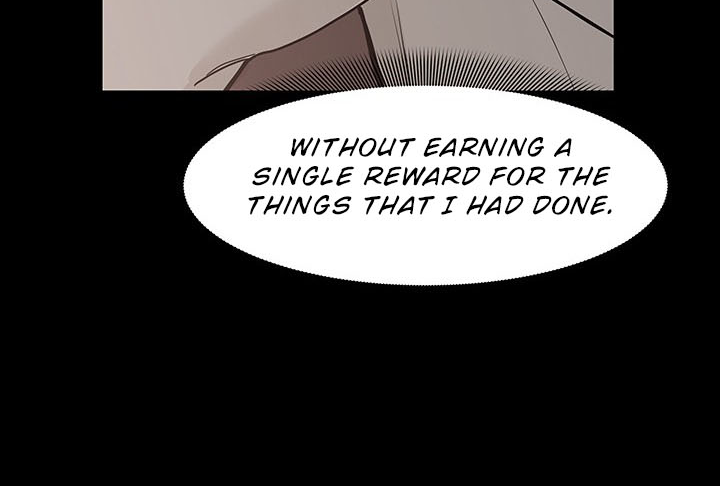 WITHOUT EARNING A
SINGLE REWARD FOR THE
THINGS THAT I HAD DONE.